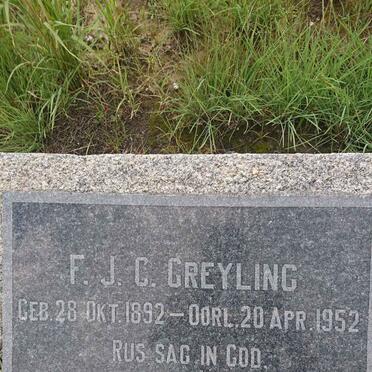 F. J. C. GREYLING
GEB. 28 OKT. 1892 – OORL. 20 APR. 1952
RUS SAG IN GOD.